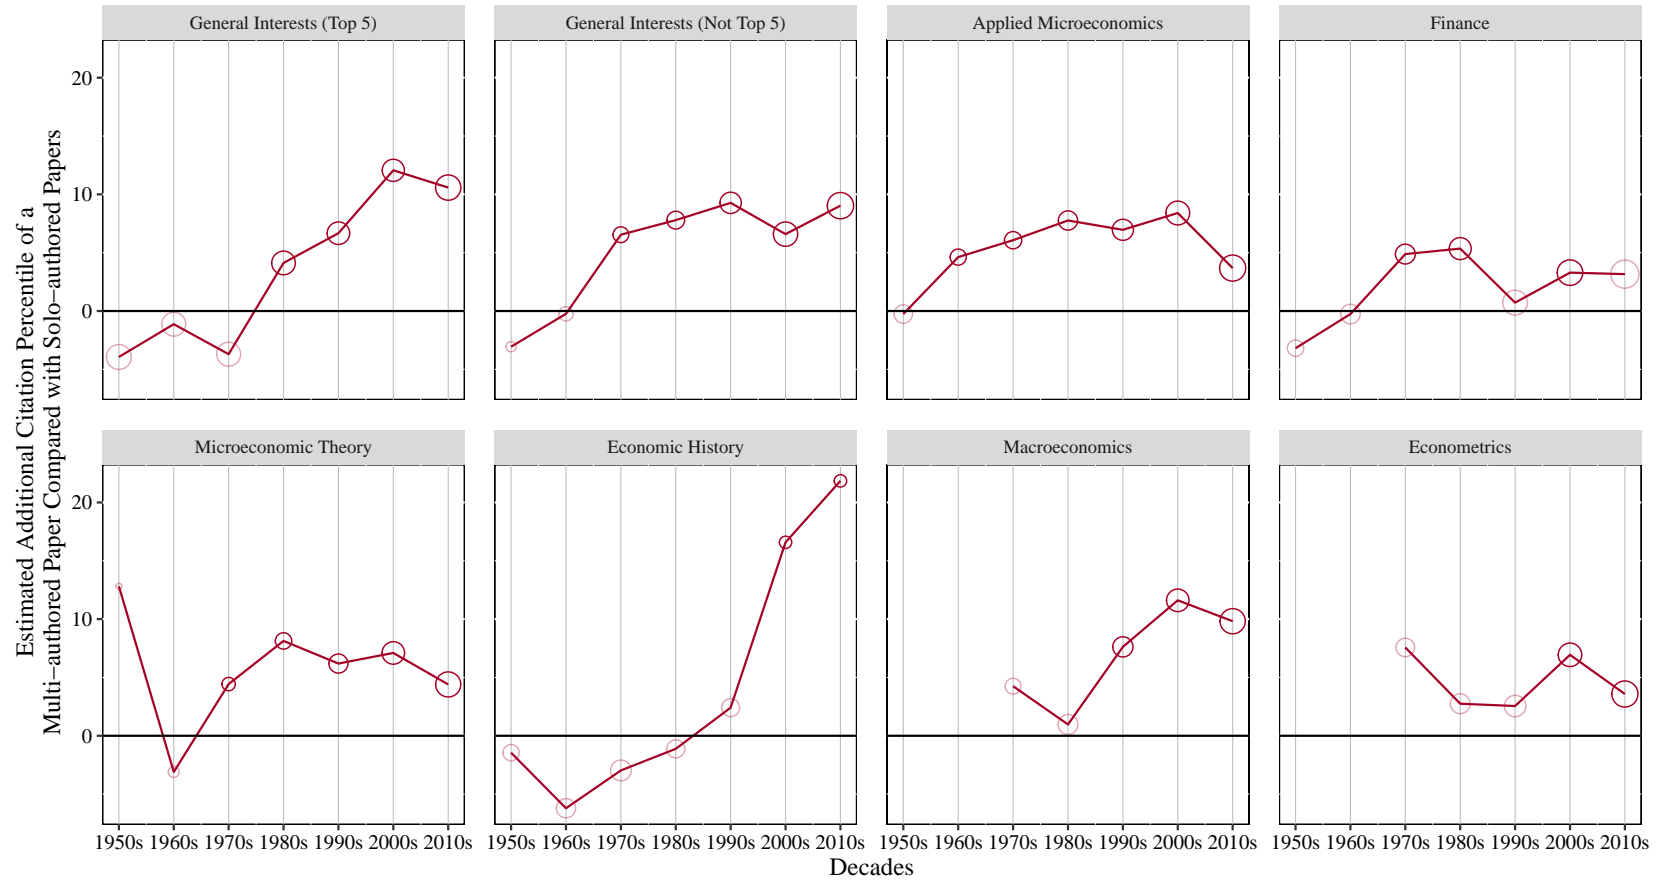 General Interests (Top 5)
General Interests (Not Top 5)
Applied Microeconomics
Finance
20
10
0
Microeconomic Theory
Economic History
Macroeconomics
Econometrics
20
10
0
1950s 1960s 1970s 1980s 1990s 2000s 2010s
1950s 1960s 1970s 1980s 1990s 2000s 2010s
1950s 1960s 1970s 1980s 1990s 2000s 2010s
1950s 1960s 1970s 1980s 1990s 2000s 2010s
Decades
Estimated Additional Citation Percentile of a
Multi−authored Paper Compared with Solo−authored Papers